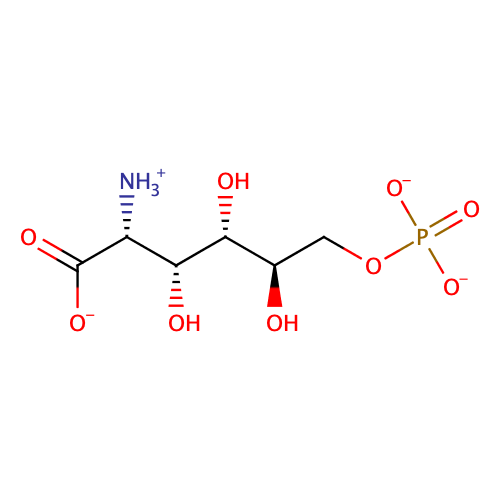 OH O⁻
NH₃⁺ O
P
O O O⁻
O⁻ OH OH